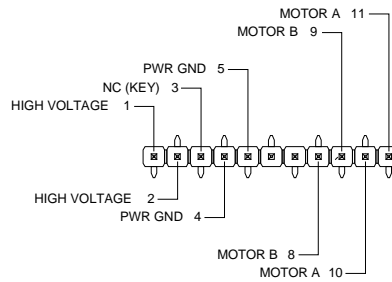 MOTOR A 11
MOTOR B 9
PWR GND 5
NC (KEY) 3
HIGH VOLTAGE 1
HIGH VOLTAGE 2
PWR GND 4
MOTOR B 8
MOTOR A 10